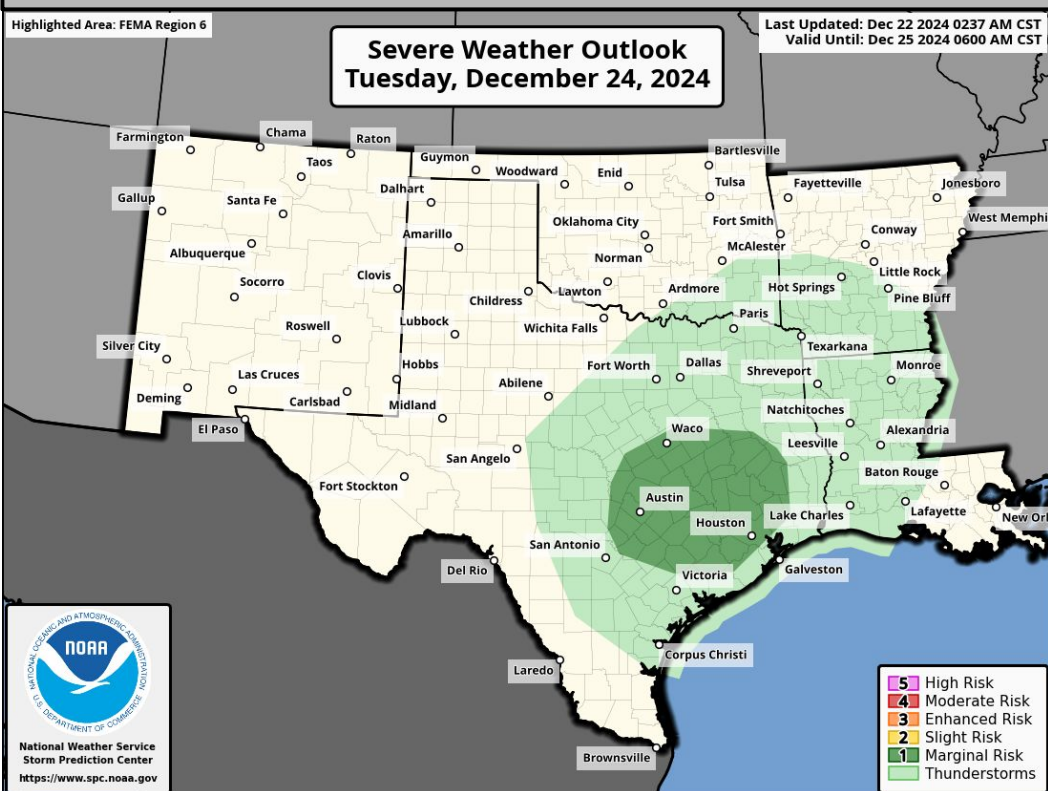 Highlighted Area: FEMA Region 6
Severe Weather Outlook
Tuesday, December 24, 2024
Last Updated: Dec 22 2024 0237 AM CST
Valid Until: Dec 25 2024 0600 AM CST
Farmington
Chama
Raton
Taos
Guymon
Woodward
Enid
Bartlesville
Tulsa
Fayetteville
Jonesboro
Gallup
Santa Fe
Dalhart
Oklahoma City
Fort Smith
Conway
West Memphi
Albuquerque
Amarillo
Norman
McAlester
Little Rock
Socorro
Clovis
Childress
Lawton
Ardmore
Hot Springs
Pine Bluff
Roswell
Lubbock
Wichita Falls
Paris
Texarkana
Silver City
Hobbs
Fort Worth
Dallas
Shreveport
Monroe
Las Cruces
Deming
Carlsbad
Midland
Abilene
Natchitoches
El Paso
Waco
Leesville
Alexandria
San Angelo
Fort Stockton
Baton Rouge
Austin
Houston
Lake Charles
Lafayette
New Orl
San Antonio
Del Rio
Victoria
Galveston
Corpus Christi
Laredo
Brownsville
NATIONAL OCEANIC AND ATMOSPHERIC ADMINISTRATION
NOAA
U.S. DEPARTMENT OF COMMERCE
National Weather Service
Storm Prediction Center
https://www.spc.noaa.gov
5 High Risk
4 Moderate Risk
3 Enhanced Risk
2 Slight Risk
1 Marginal Risk
Thunderstorms